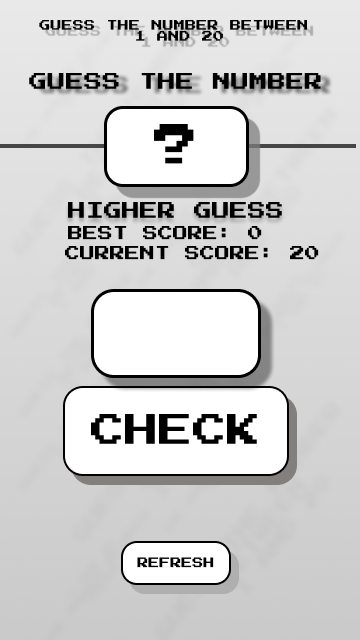 GUESS THE NUMBER BETWEEN
1 AND 20
GUESS THE NUMBER
?
HIGHER GUESS
BEST SCORE: 0
CURRENT SCORE: 20
CHECK
REFRESH